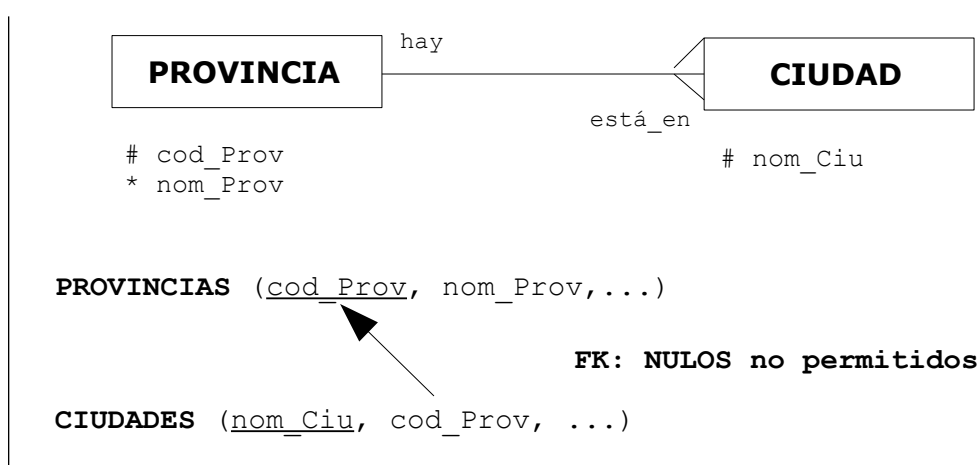 hay
PROVINCIA
CIUDAD
está_en
# cod_Prov
# nom_Ciu
* nom_Prov
PROVINCIAS (cod_Prov, nom_Prov,...)
FK: NULOS no permitidos
CIUDADES (nom_Ciu, cod_Prov, ...)